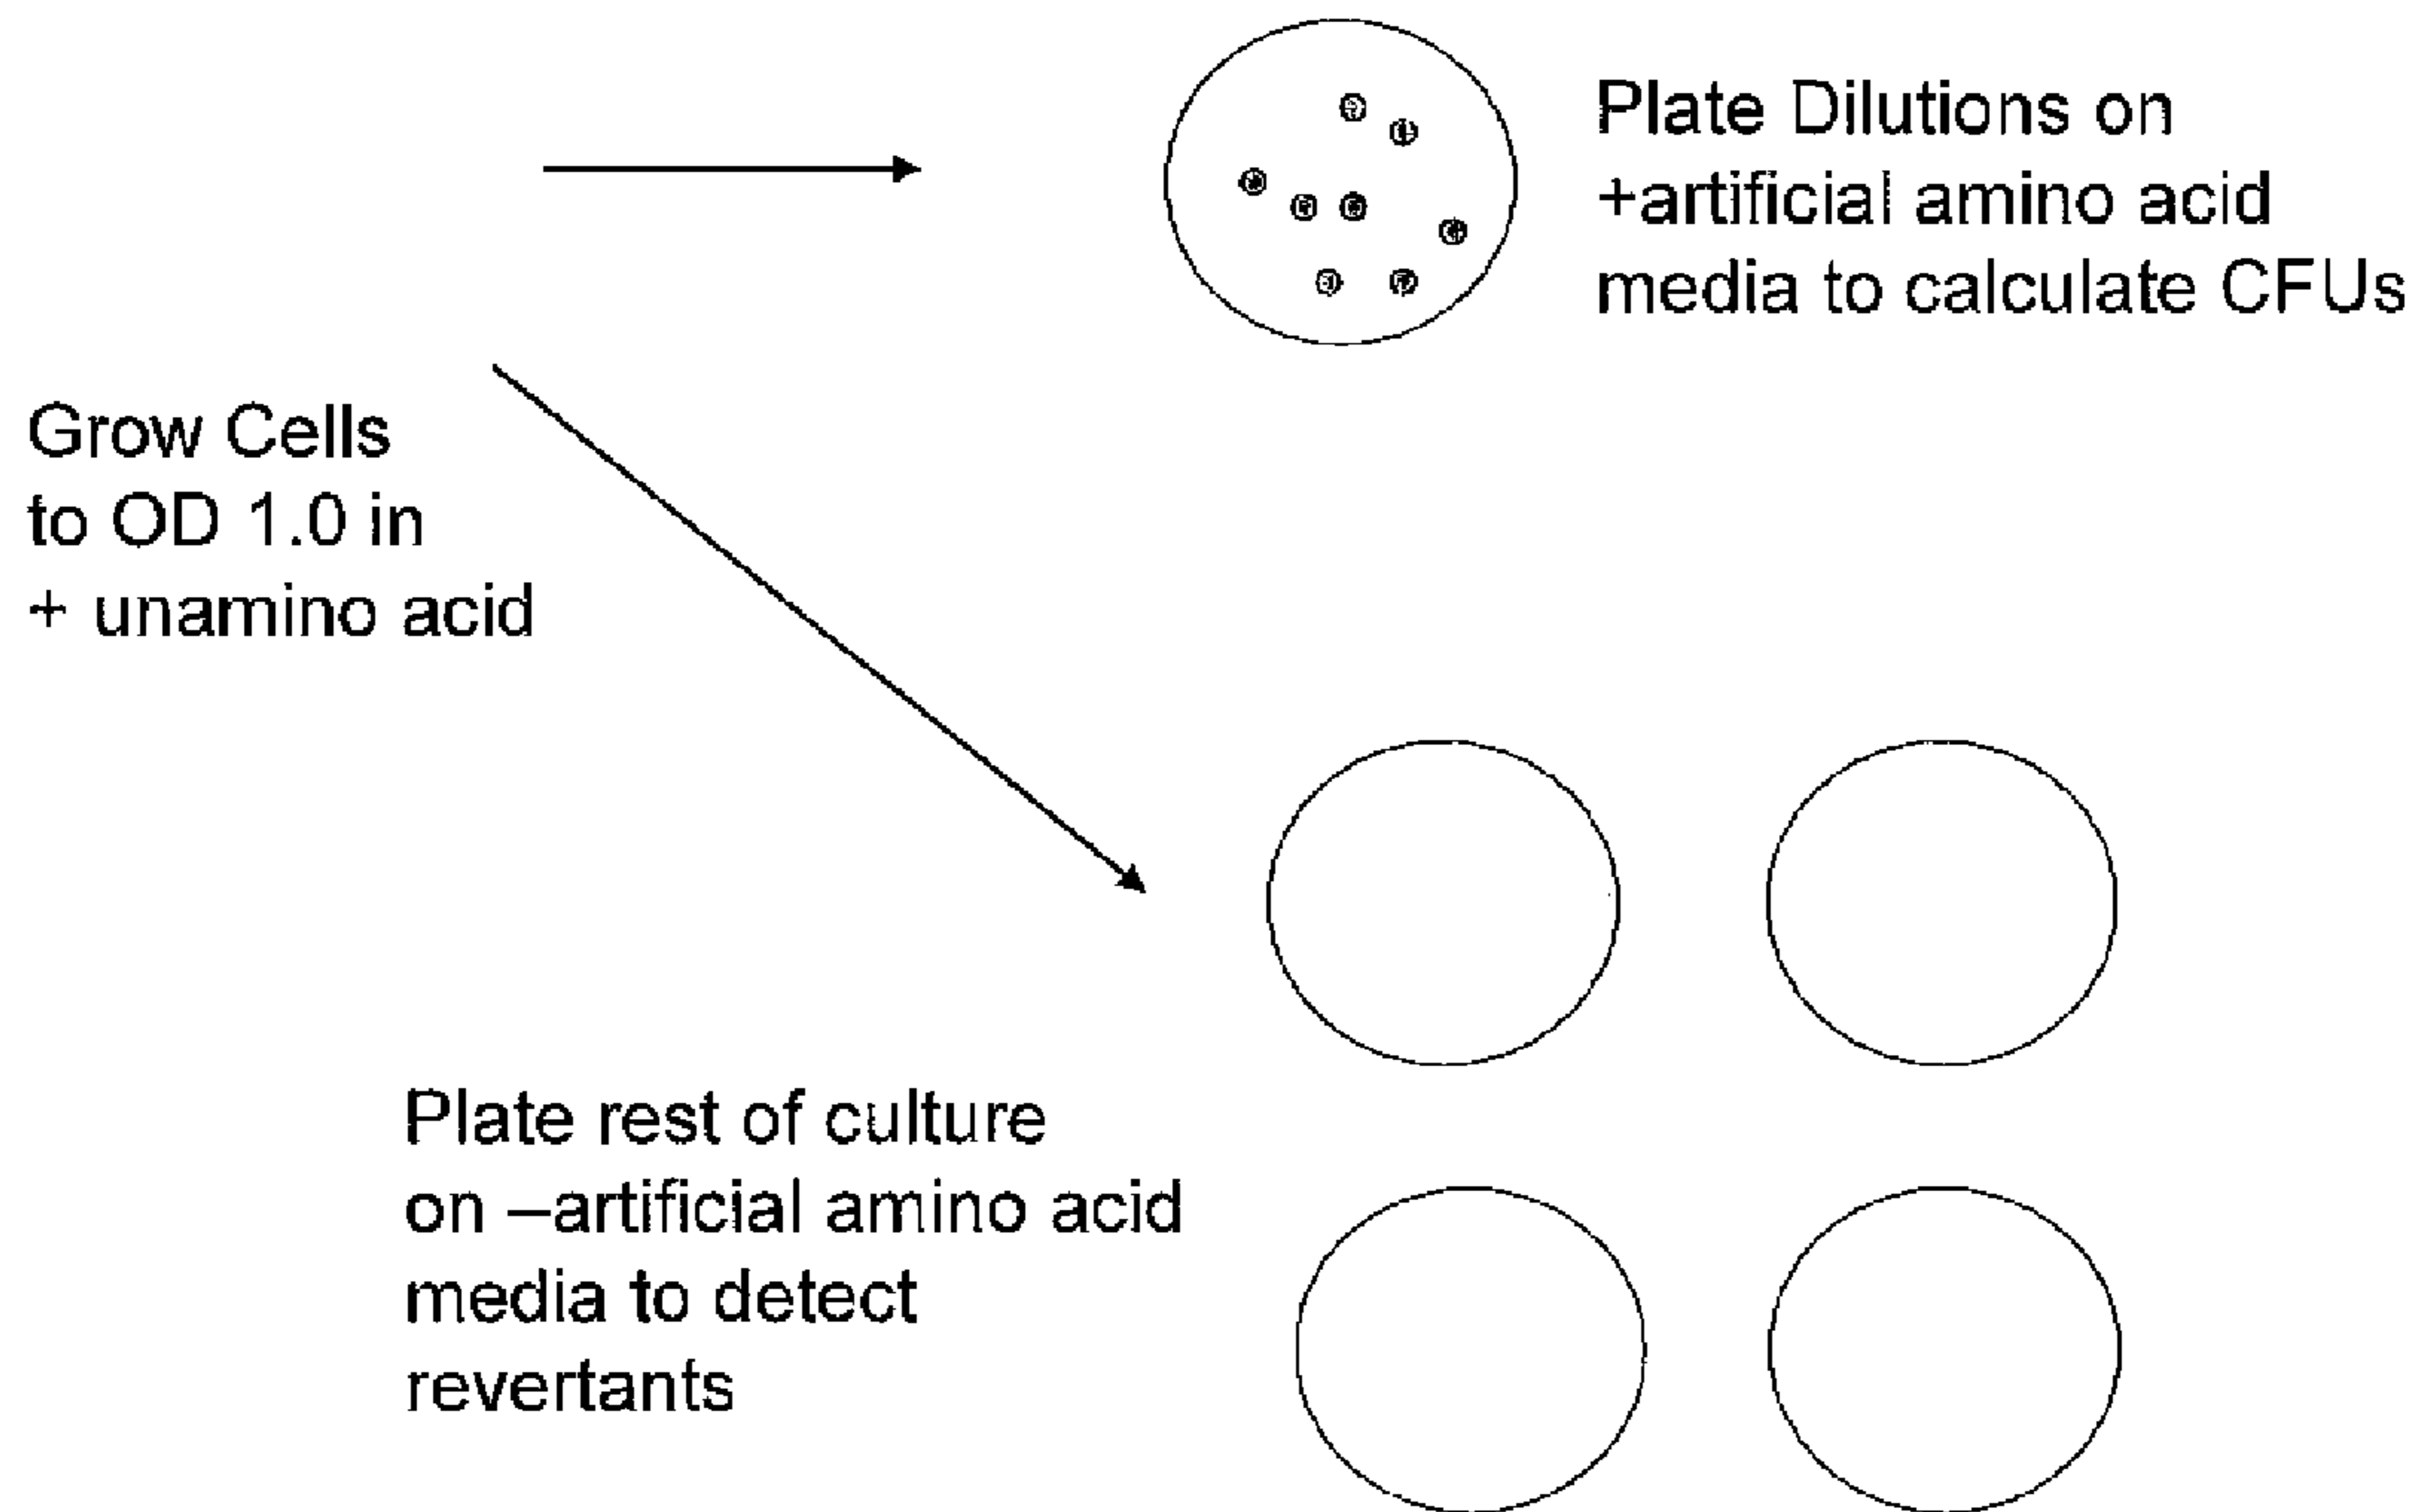 Plate Dilutions on
+artificial amino acid
media to calculate CFUs
Grow Cells
to OD 1.0 in
+ unamino acid
Plate rest of culture
on –artificial amino acid
media to detect
revertants